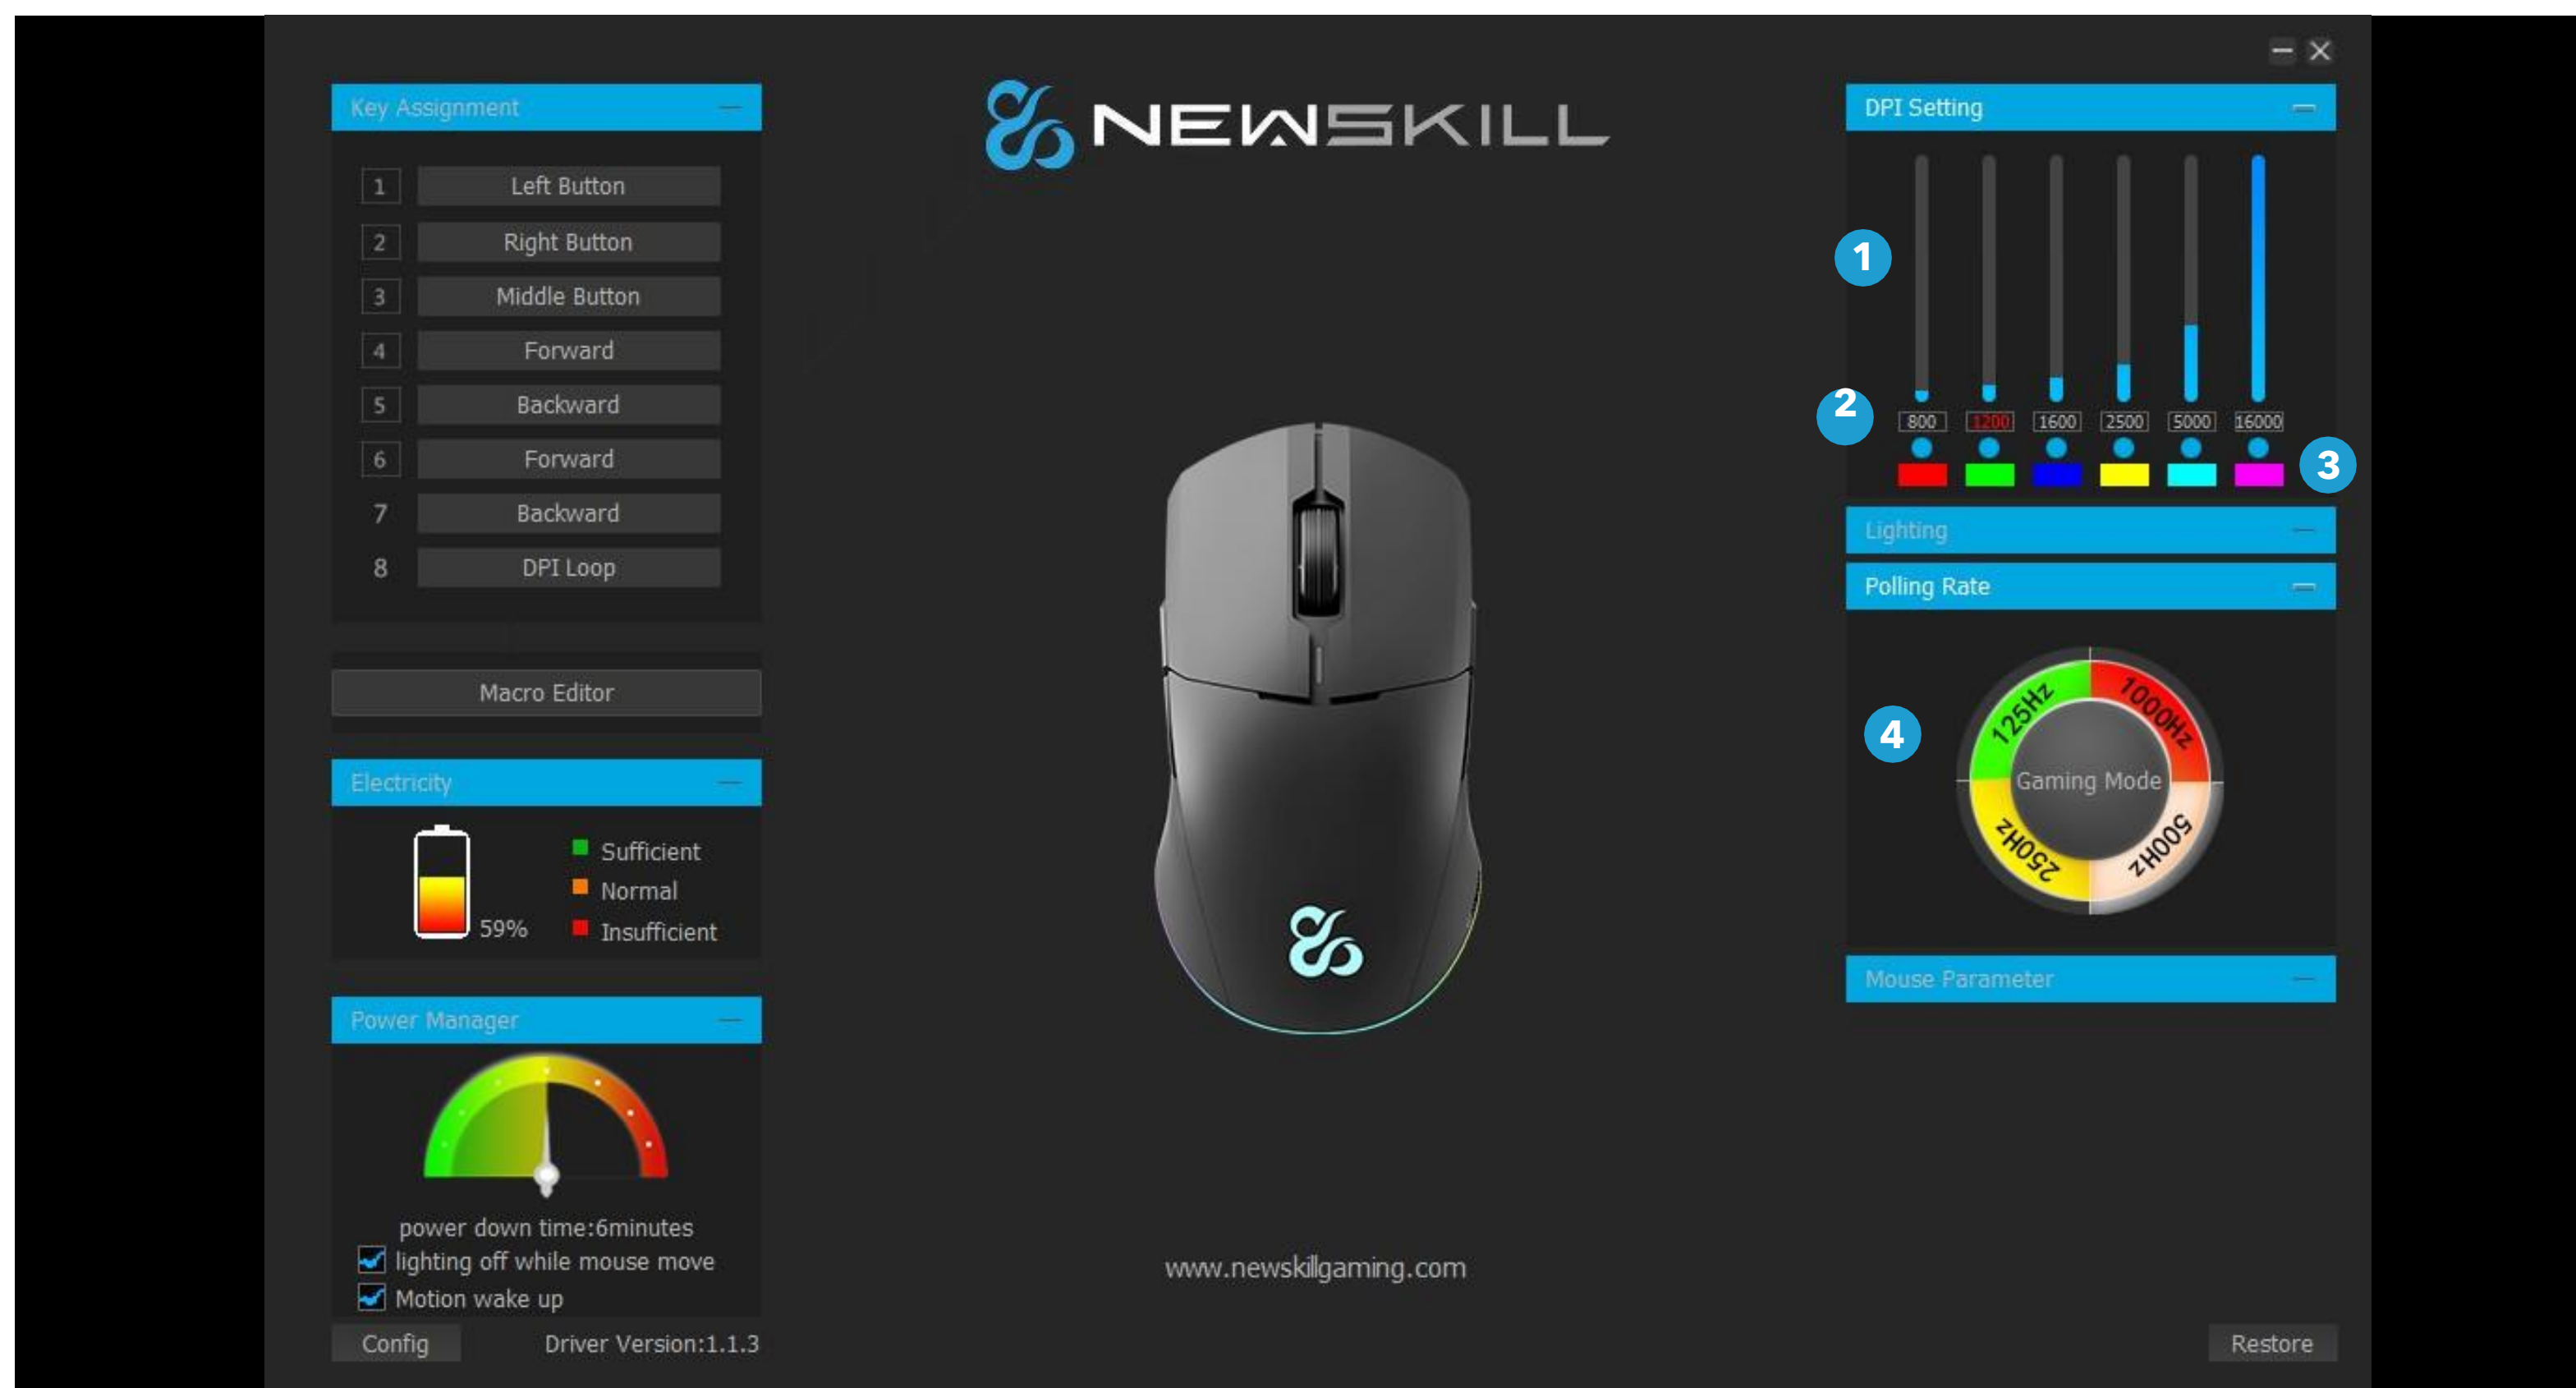 Key Assignment
1 Left Button
2 Right Button
3 Middle Button
4 Forward
5 Backward
6 Forward
7 Backward
8 DPI Loop
Macro Editor
Electricity
59%
Sufficient
Normal
Insufficient
Power Manager
power down time:6minutes
lighting off while mouse move
Motion wake up
Config
Driver Version:1.1.3
NEWSKILL
www.newskillgaming.com
DPI Setting
1
2
800 1200 1600 2500 5000 16000
3
Lighting
Polling Rate
4
125Hz
1000Hz
Gaming Mode
250Hz
500Hz
Mouse Parameter
Restore